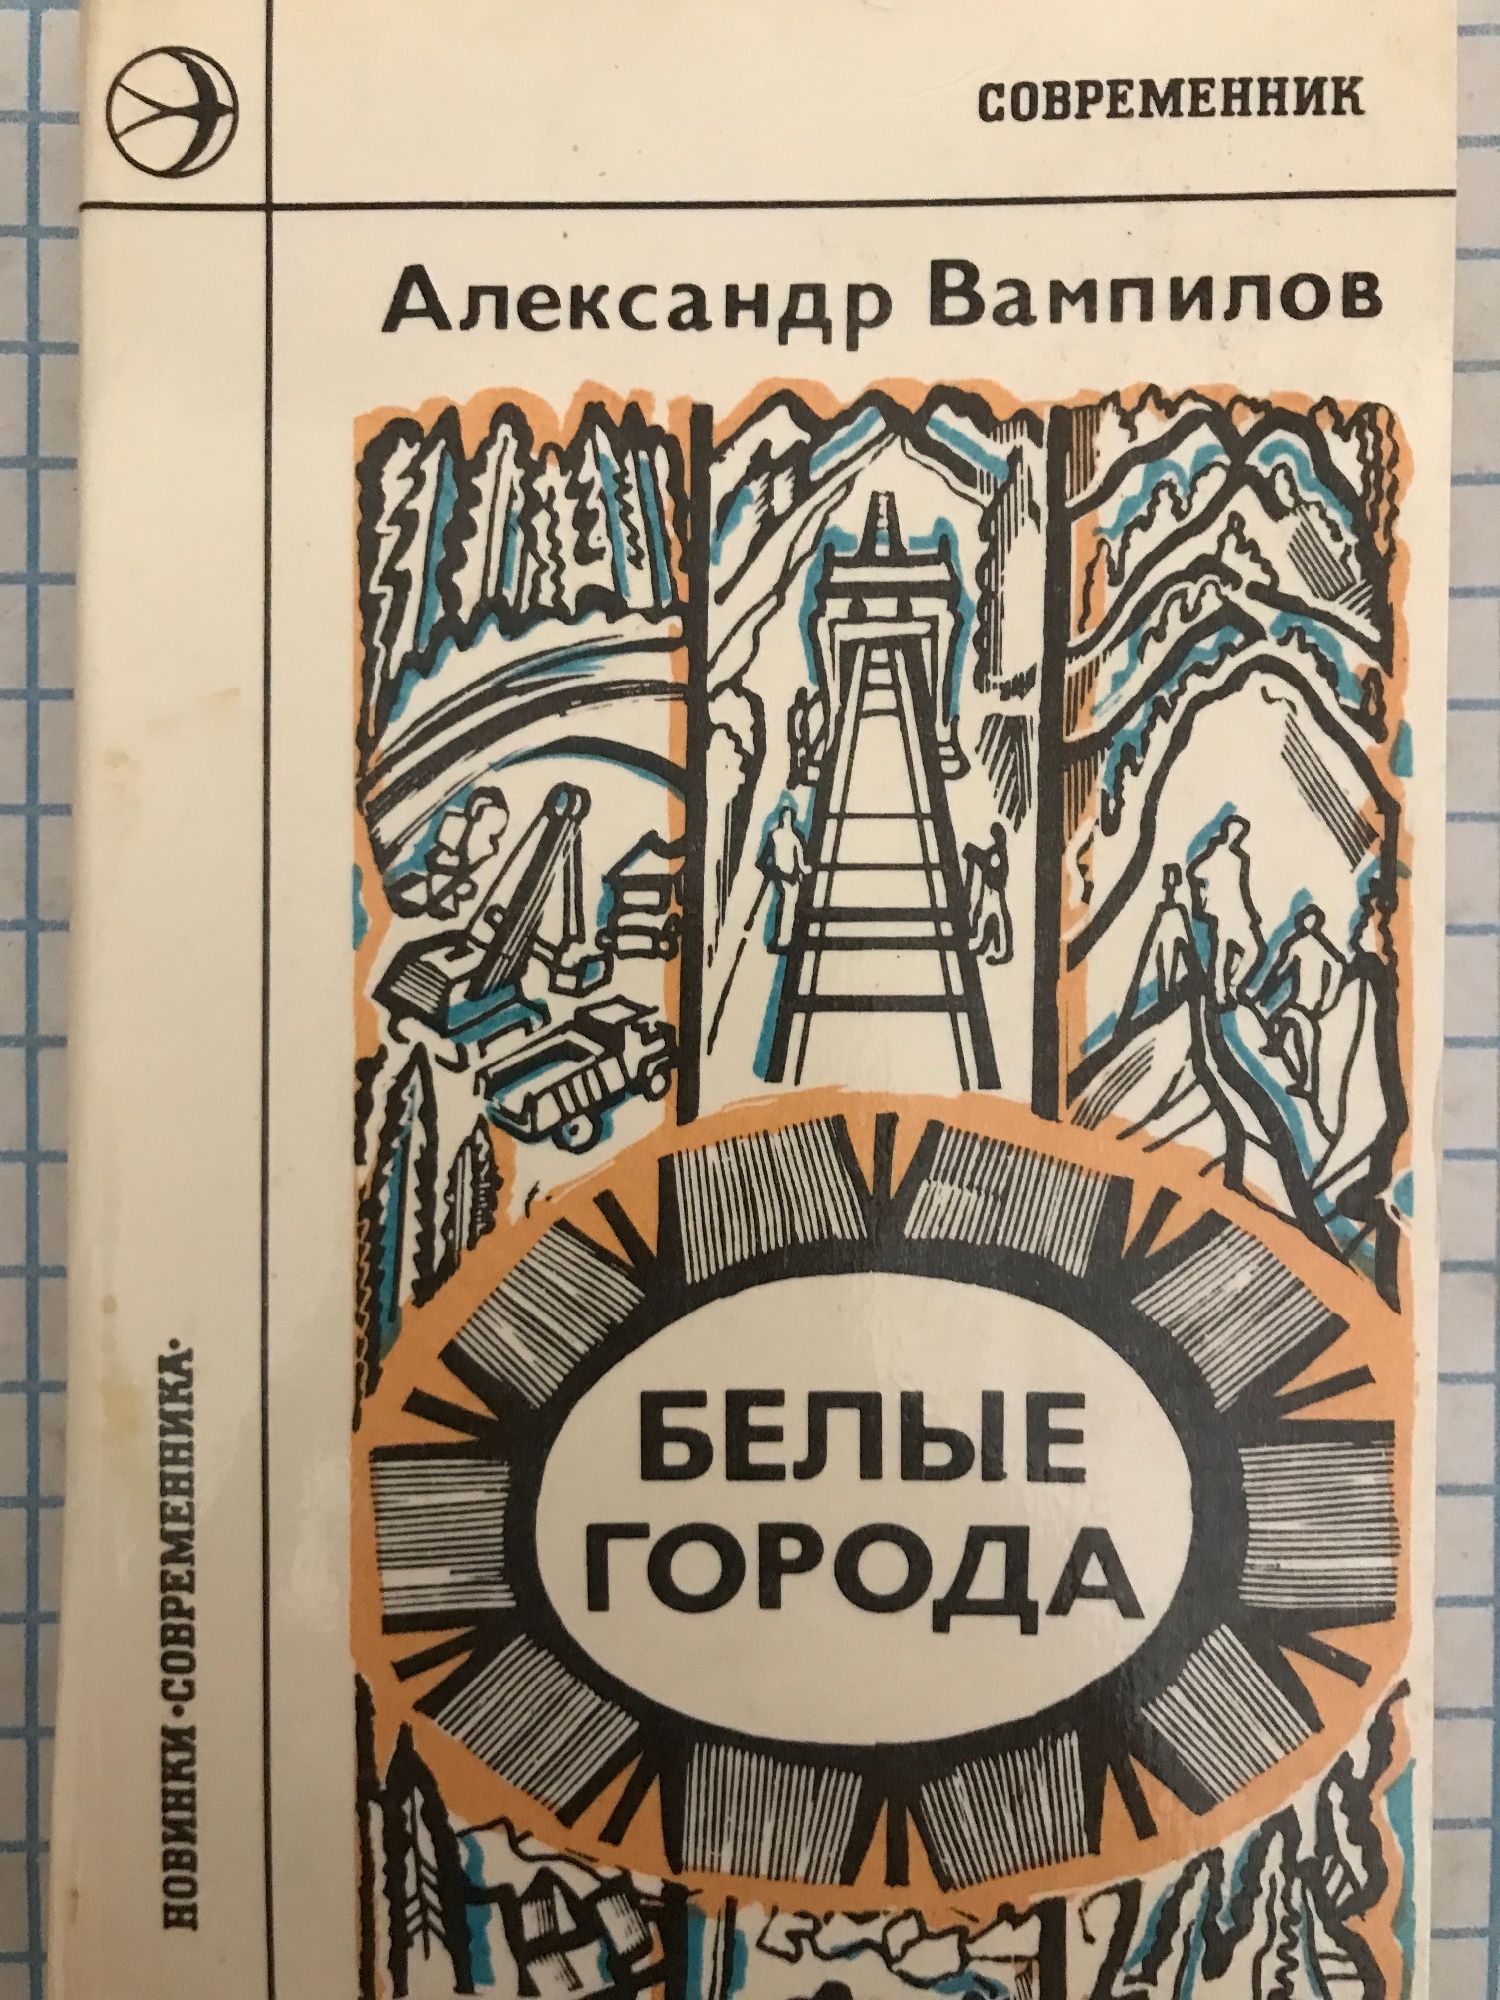 СОВРЕМЕННИК
Александр Вампилов
БЕЛЫЕ
ГОРОДА
НОВИНКИ•СОВРЕМЕННИКА•